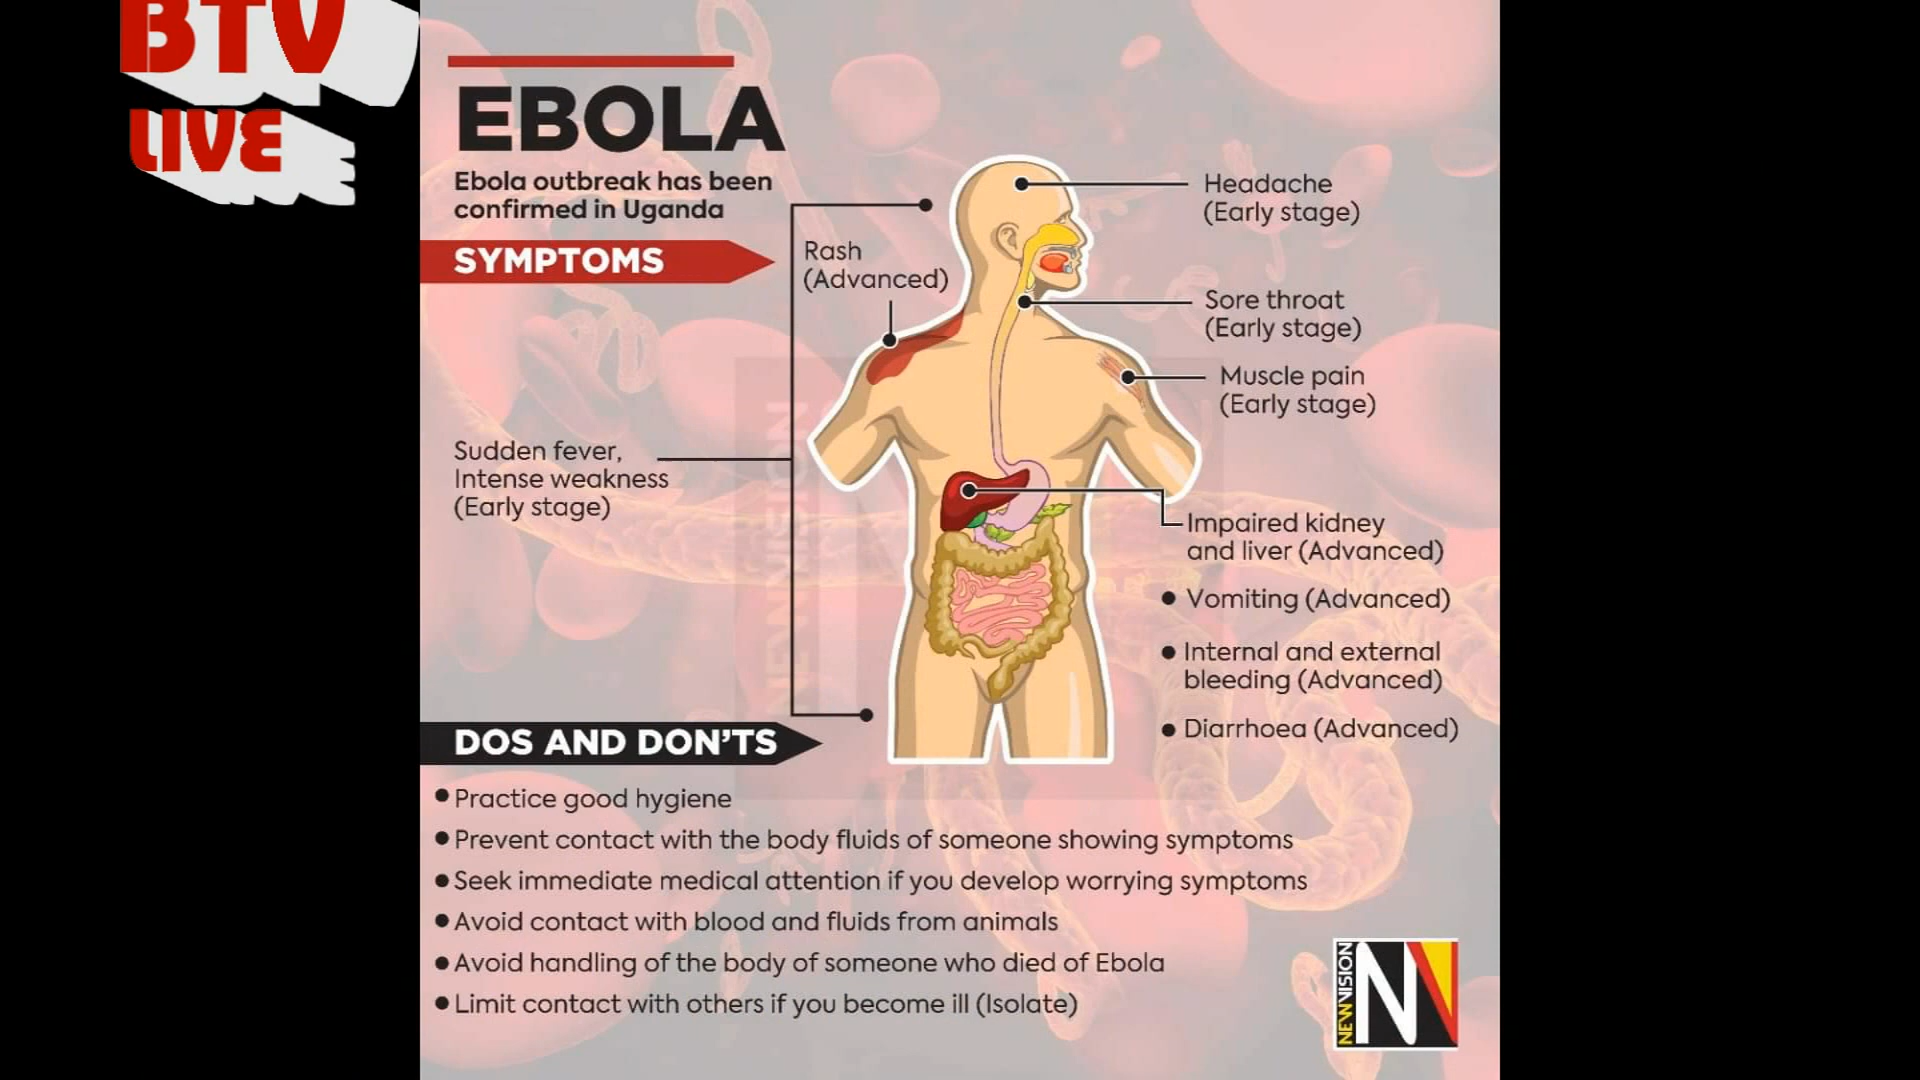 BTV
LIVE
EBOLA
Ebola outbreak has been
confirmed in Uganda
SYMPTOMS
Rash
(Advanced)
Headache
(Early stage)
Sore throat
(Early stage)
Muscle pain
(Early stage)
Sudden fever,
Intense weakness
(Early stage)
Impaired kidney
and liver (Advanced)
• Vomiting (Advanced)
• Internal and external
bleeding (Advanced)
• Diarrhoea (Advanced)
NEW VISION
DOS AND DON'TS
• Practice good hygiene
• Prevent contact with the body fluids of someone showing symptoms
• Seek immediate medical attention if you develop worrying symptoms
• Avoid contact with blood and fluids from animals
• Avoid handling of the body of someone who died of Ebola
• Limit contact with others if you become ill (Isolate)
NEW VISION